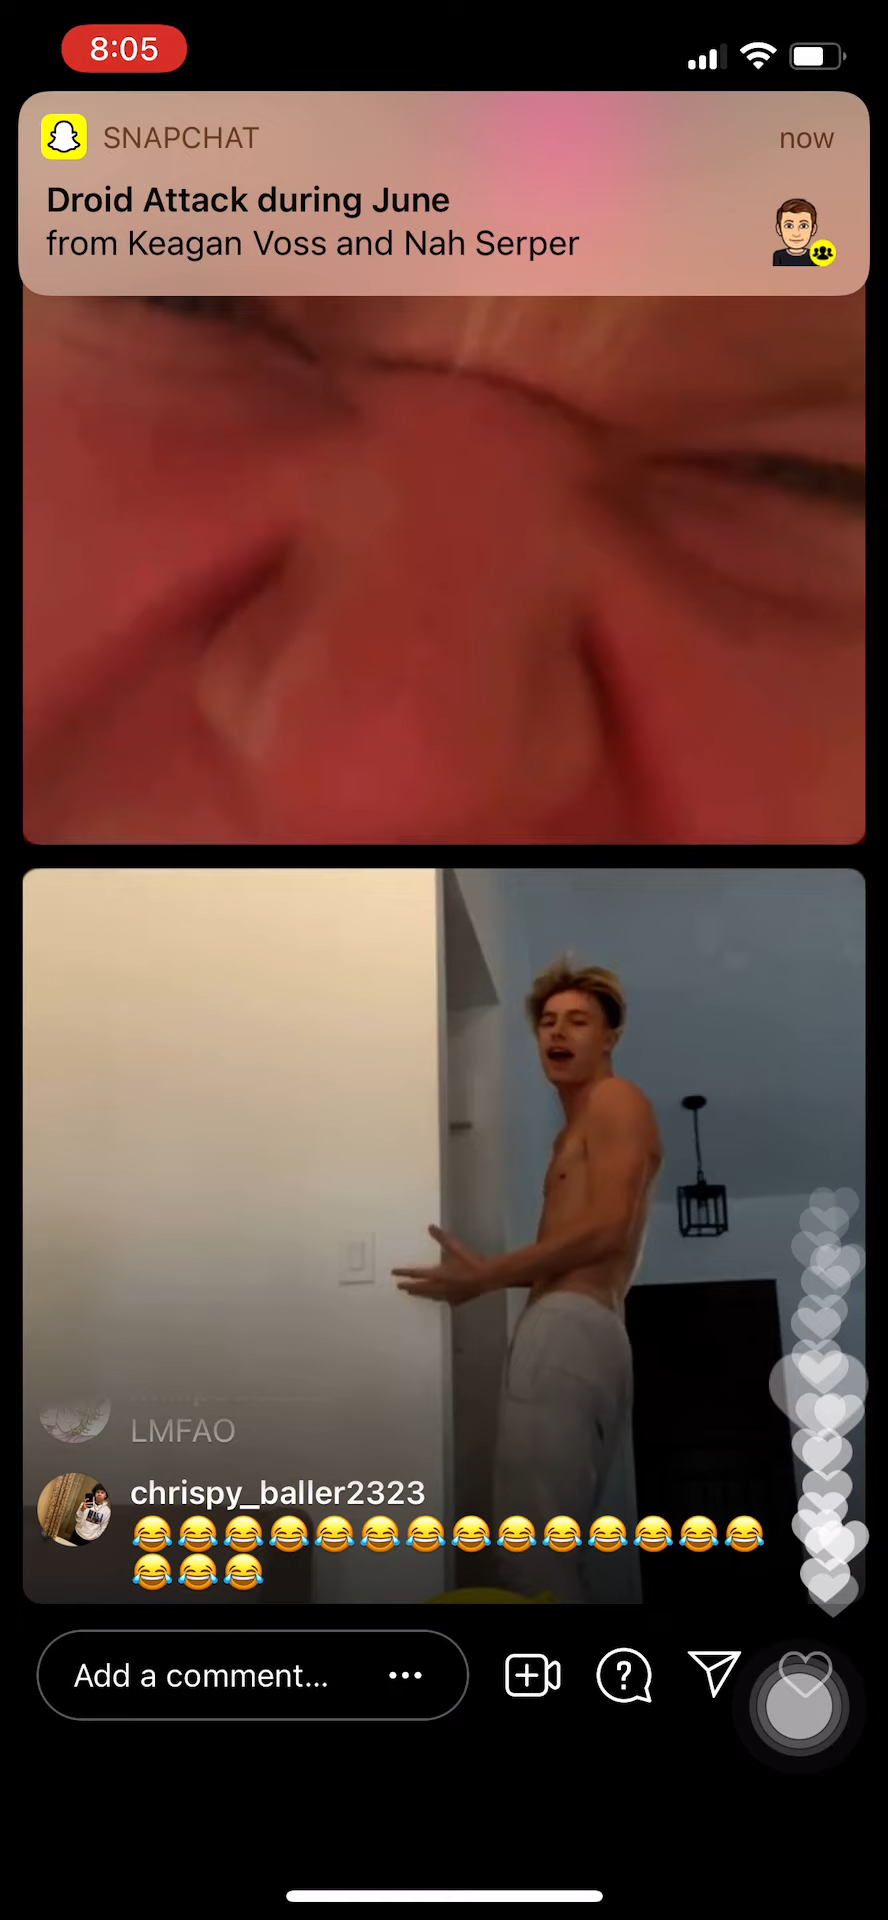 8:05
SNAPCHAT
now
Droid Attack during June
from Keagan Voss and Nah Serper
LMFAO
chrispy_baller2323
😂😂😂😂😂😂😂😂😂😂😂😂😂😂
😂😂😂
Add a comment...